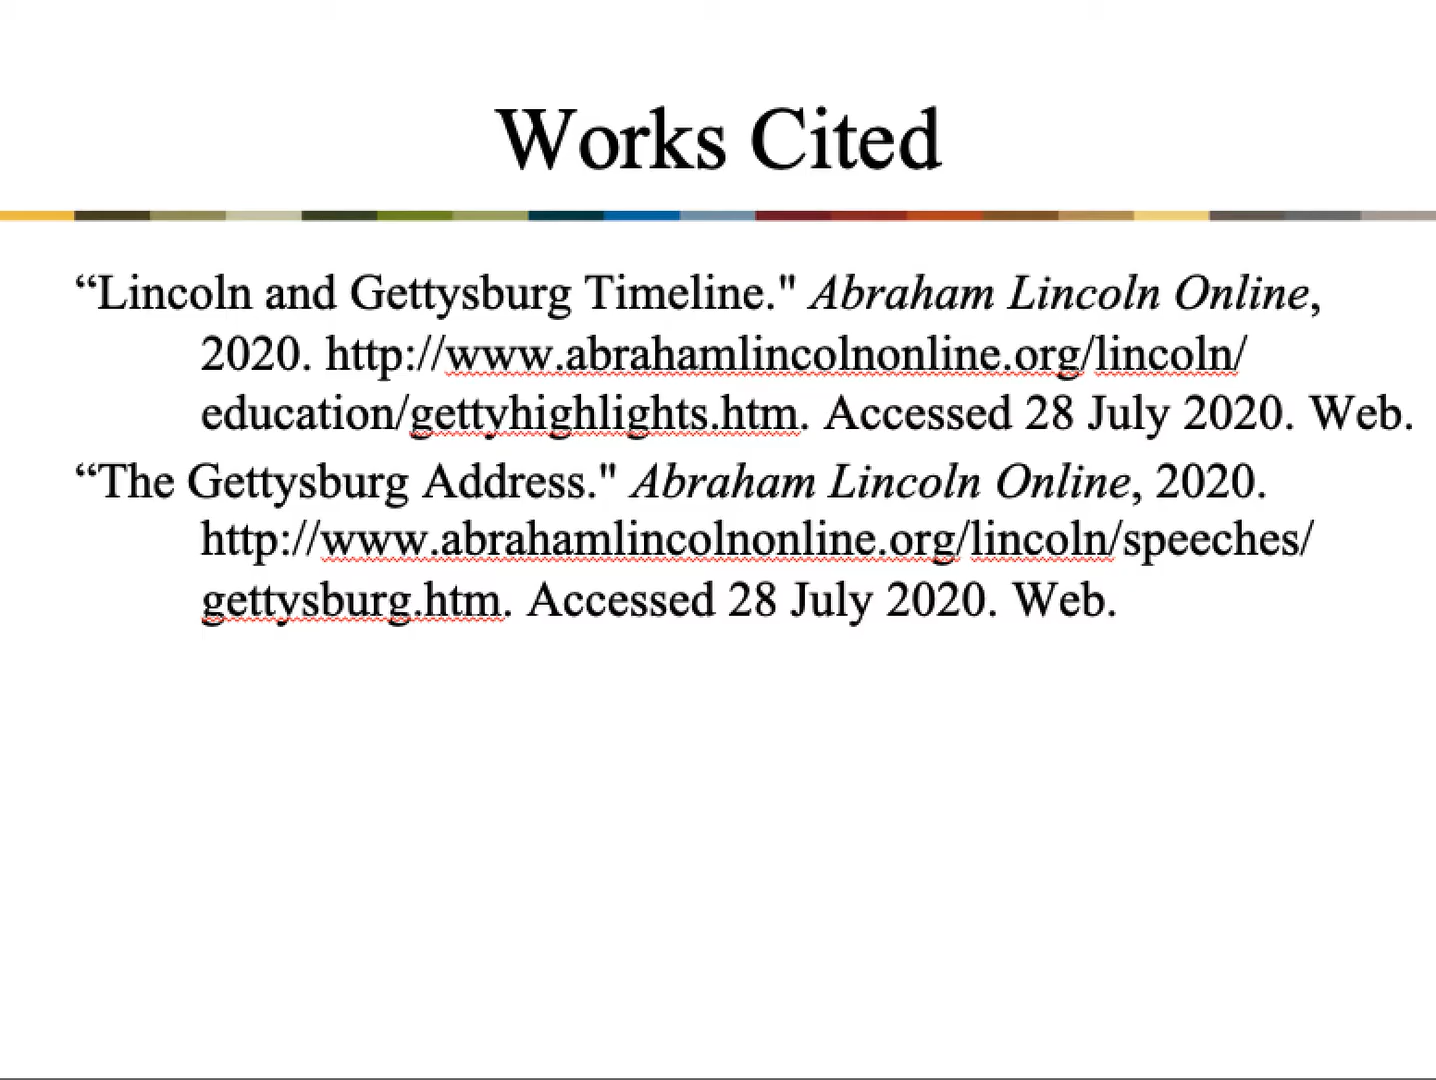 Works Cited
“Lincoln and Gettysburg Timeline." Abraham Lincoln Online,
2020. http://www.abrahamlincolnonline.org/lincoln/
education/gettyhighlights.htm. Accessed 28 July 2020. Web.
“The Gettysburg Address." Abraham Lincoln Online, 2020.
http://www.abrahamlincolnonline.org/lincoln/speeches/
gettysburg.htm. Accessed 28 July 2020. Web.